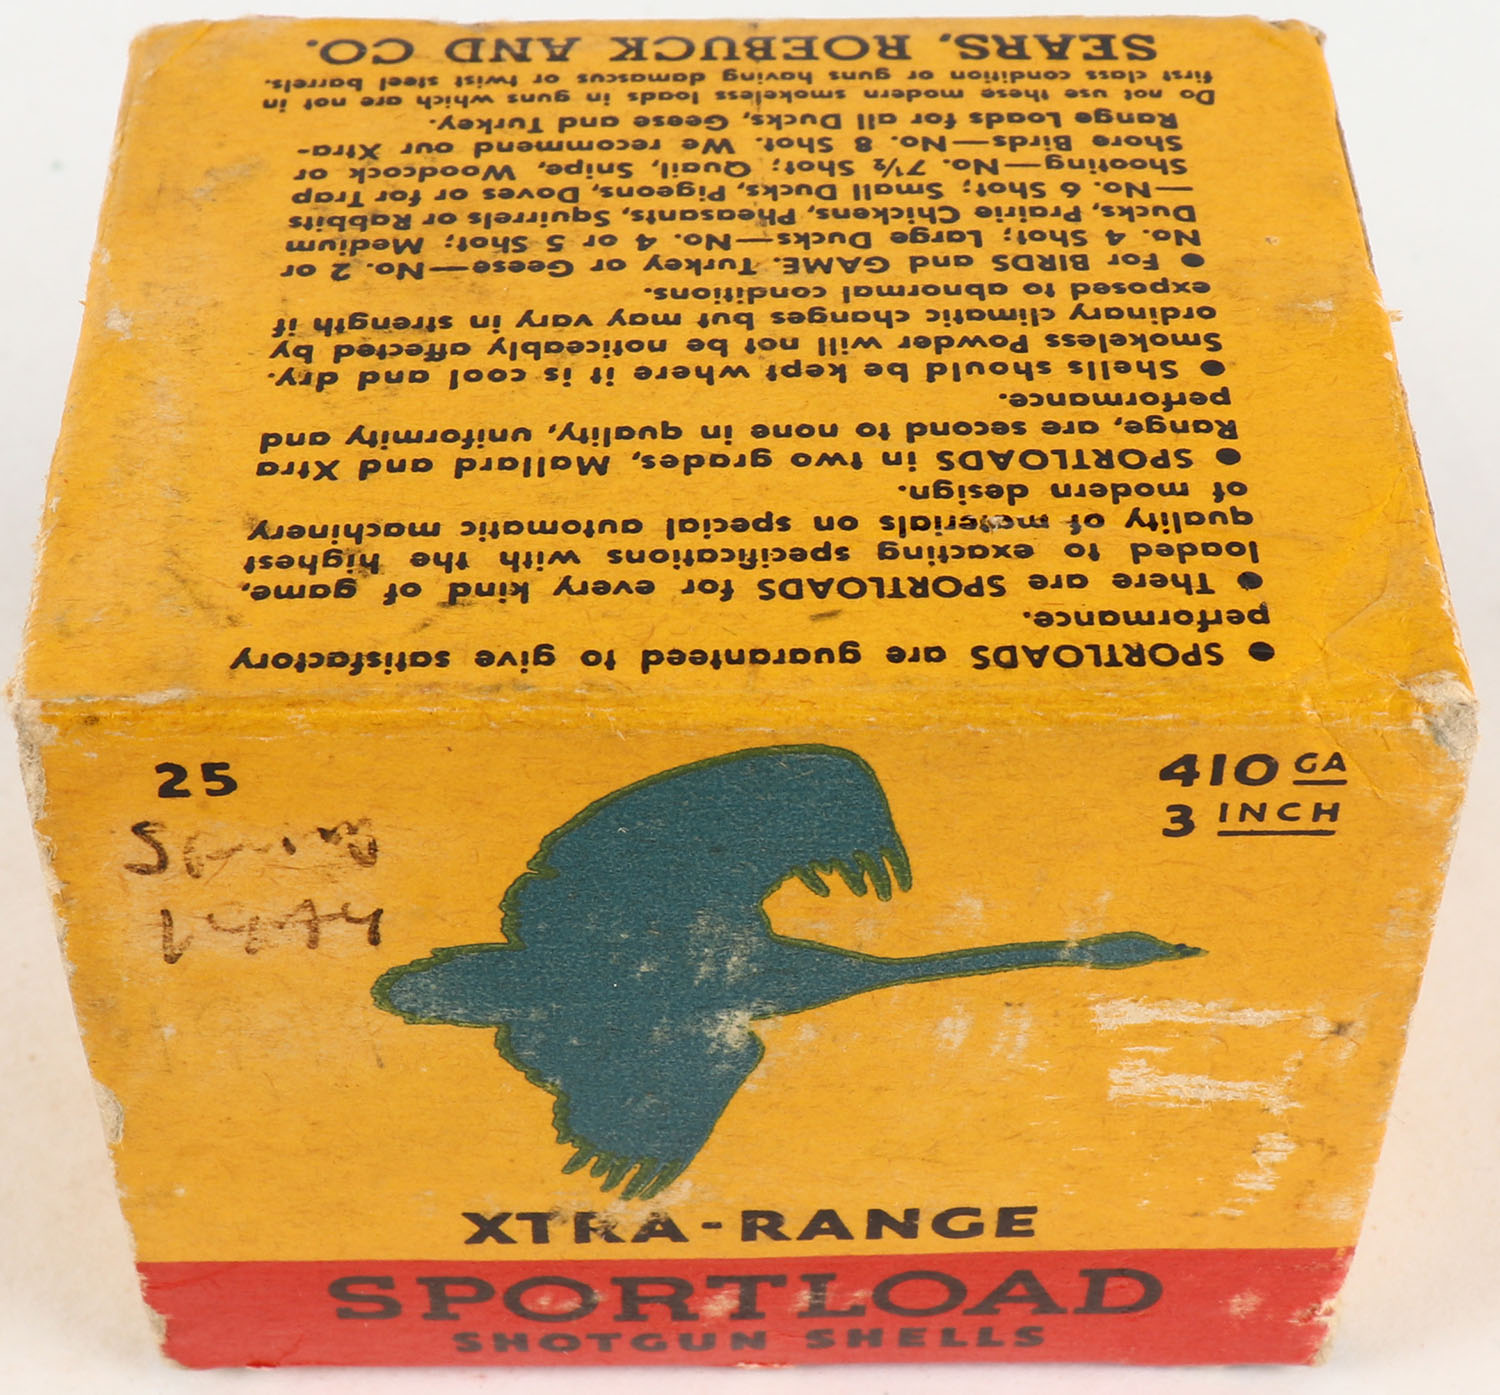 ● SPORTLOADS are guaranteed to give satisfactory
performance.
● There are SPORTLOADS for every kind of game,
loaded to exacting specifications with the highest
quality of materials on special automatic machinery
of modern design.
● SPORTLOADS in two grades, Mallard and Xtra
Range, are second to none in quality, uniformity and
performance.
● Shells should be kept where it is cool and dry.
Smokeless Powder will not be noticeably affected by
ordinary climatic changes but may vary in strength if
exposed to abnormal conditions.
● For BIRDS and GAME. Turkey or Geese—No. 2 or
No. 4 Shot; Large Ducks—No. 4 or 5 Shot; Medium
Ducks, Prairie Chickens, Pheasants, Squirrels or Rabbits
—No. 6 Shot; Small Ducks, Pigeons, Doves or for Trap
Shooting—No. 7½ Shot; Quail, Snipe, Woodcock or
Shore Birds—No. 8 Shot. We recommend our Xtra-
Range Loads for all Ducks, Geese and Turkey.
Do not use these modern smokeless loads in guns which are not in
first class condition or guns having damascus or twist steel barrels.
SEARS, ROEBUCK AND CO.
25
410 GA
3 INCH
XTRA-RANGE
SPORTLOAD
SHOTGUN SHELLS